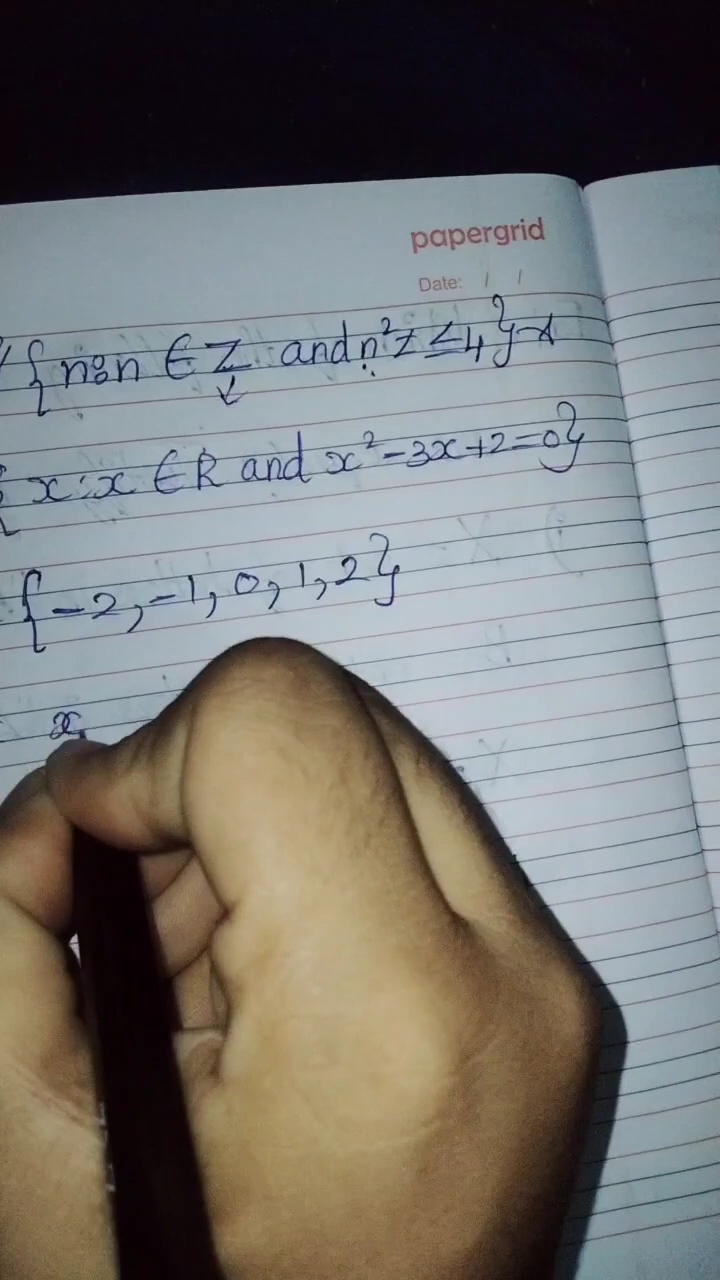 papergrid
Date: / /
{n:n ∈ Z and n² ≤ 4}
{x:x ∈ R and x²-3x+2=0}
{-2,-1,0,1,2}
x